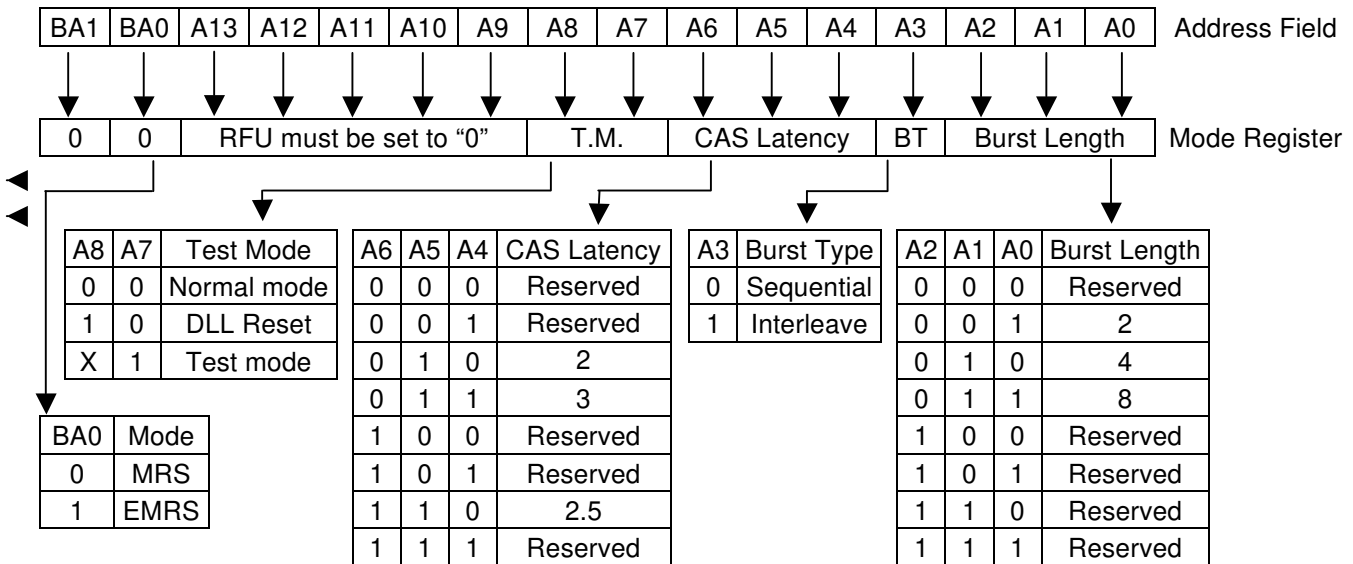 BA1 BA0 A13 A12 A11 A10 A9 A8 A7 A6 A5 A4 A3 A2 A1 A0 Address Field
0 0 RFU must be set to “0” T.M. CAS Latency BT Burst Length Mode Register
A8 A7 Test Mode
0 0 Normal mode
1 0 DLL Reset
X 1 Test mode
A6 A5 A4 CAS Latency
0 0 0 Reserved
0 0 1 Reserved
0 1 0 2
0 1 1 3
1 0 0 Reserved
1 0 1 Reserved
1 1 0 2.5
1 1 1 Reserved
A3 Burst Type
0 Sequential
1 Interleave
A2 A1 A0 Burst Length
0 0 0 Reserved
0 0 1 2
0 1 0 4
0 1 1 8
1 0 0 Reserved
1 0 1 Reserved
1 1 0 Reserved
1 1 1 Reserved
BA0 Mode
0 MRS
1 EMRS